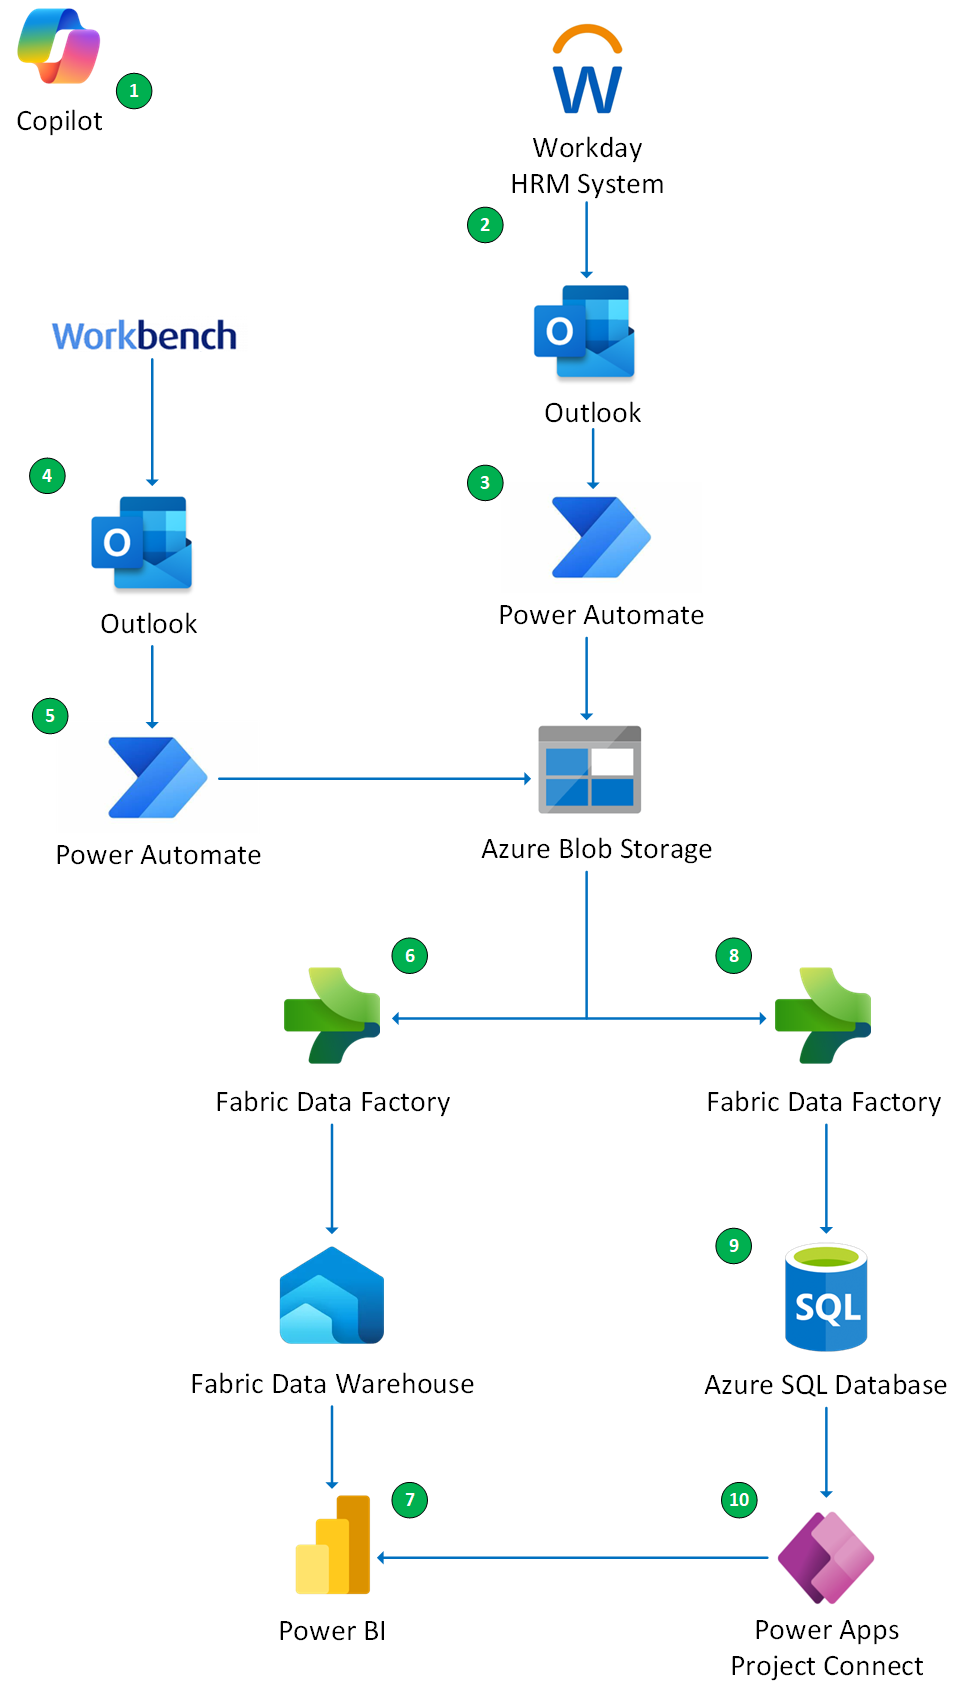 Copilot
1
W
Workday
HRM System
2
O
Outlook
Workbench
3
4
O
Outlook
Power Automate
5
Power Automate
Azure Blob Storage
6
8
Fabric Data Factory
Fabric Data Factory
9
SQL
Fabric Data Warehouse
Azure SQL Database
7
10
Power BI
Power Apps
Project Connect